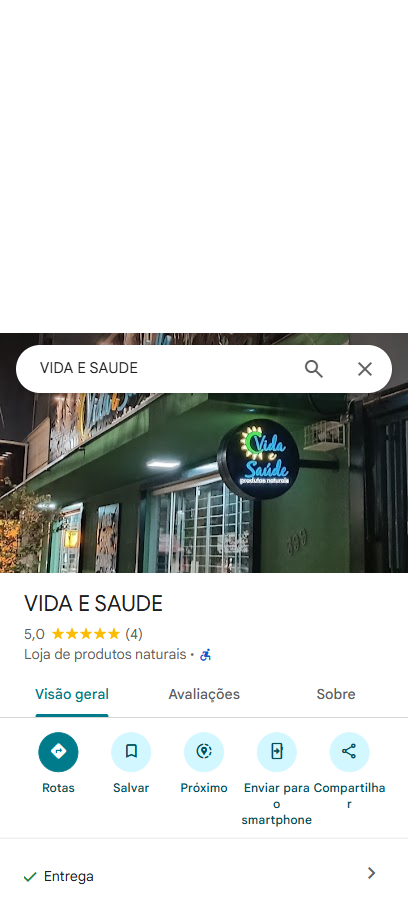 VIDA E SAUDE
Vida
e
Saúde
produtos naturais
VIDA E SAUDE
5,0 (4)
Loja de produtos naturais ·
Visão geral
Avaliações
Sobre
Rotas
Salvar
Próximo
Enviar para
o
smartphone
Compartilha
r
Entrega